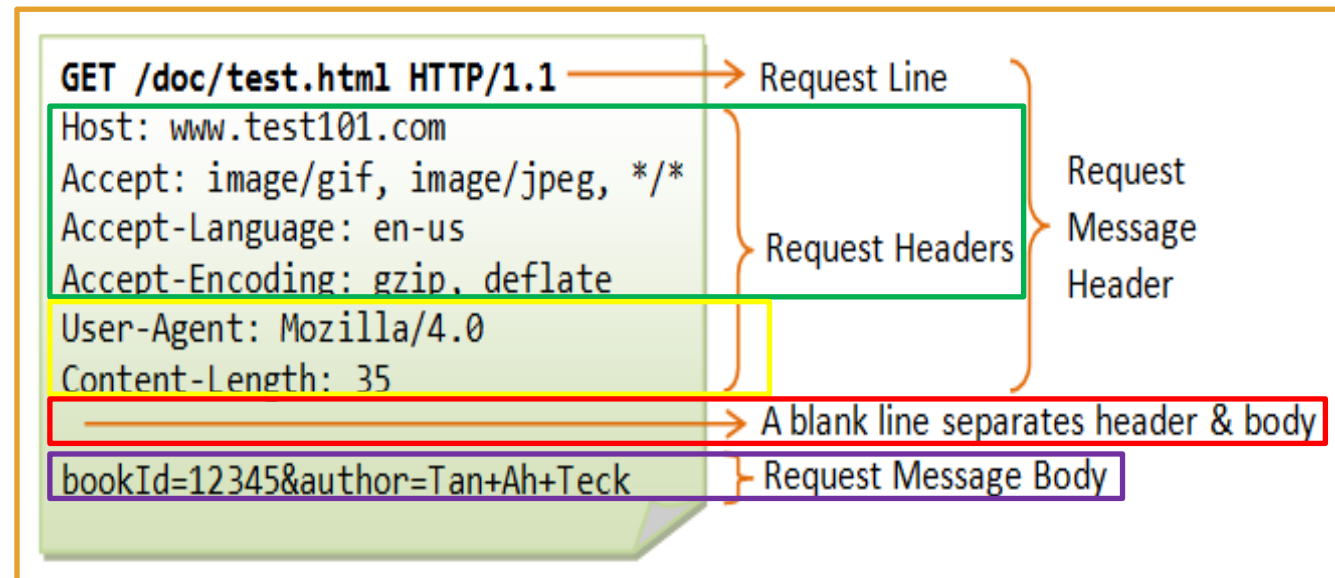 GET /doc/test.html HTTP/1.1
Request Line
Host: www.test101.com
Accept: image/gif, image/jpeg, */*
Accept-Language: en-us
Accept-Encoding: gzip, deflate
User-Agent: Mozilla/4.0
Content-Length: 35
Request Headers
Request
Message
Header
A blank line separates header & body
bookId=12345&author=Tan+Ah+Teck
Request Message Body